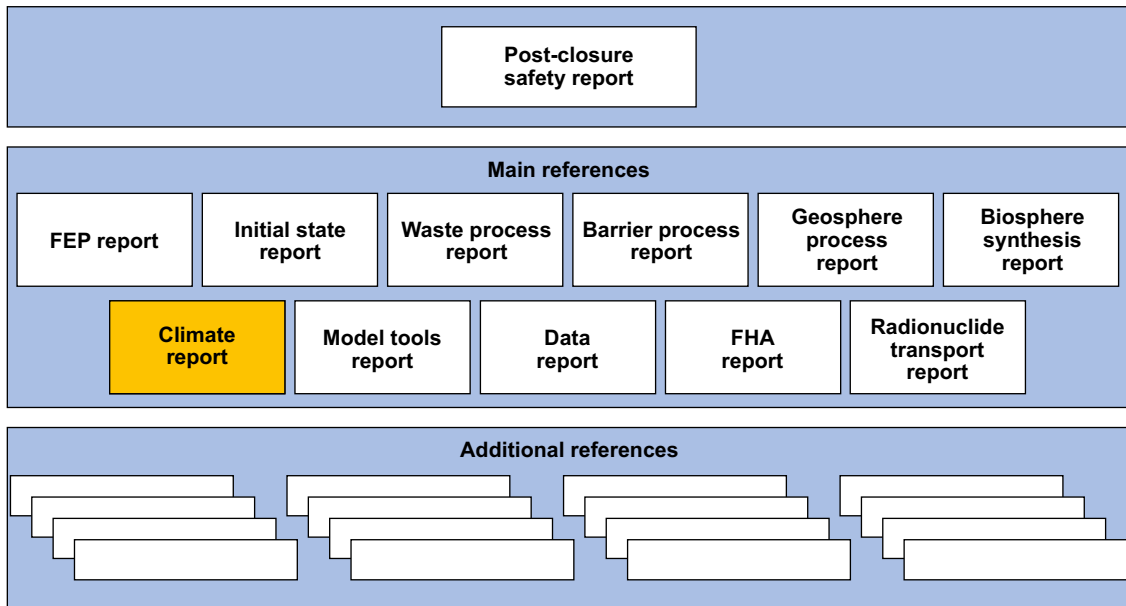 Post-closure
safety report
Main references
FEP report
Initial state
report
Waste process
report
Barrier process
report
Geosphere
process
report
Biosphere
synthesis
report
Climate
report
Model tools
report
Data
report
FHA
report
Radionuclide
transport
report
Additional references